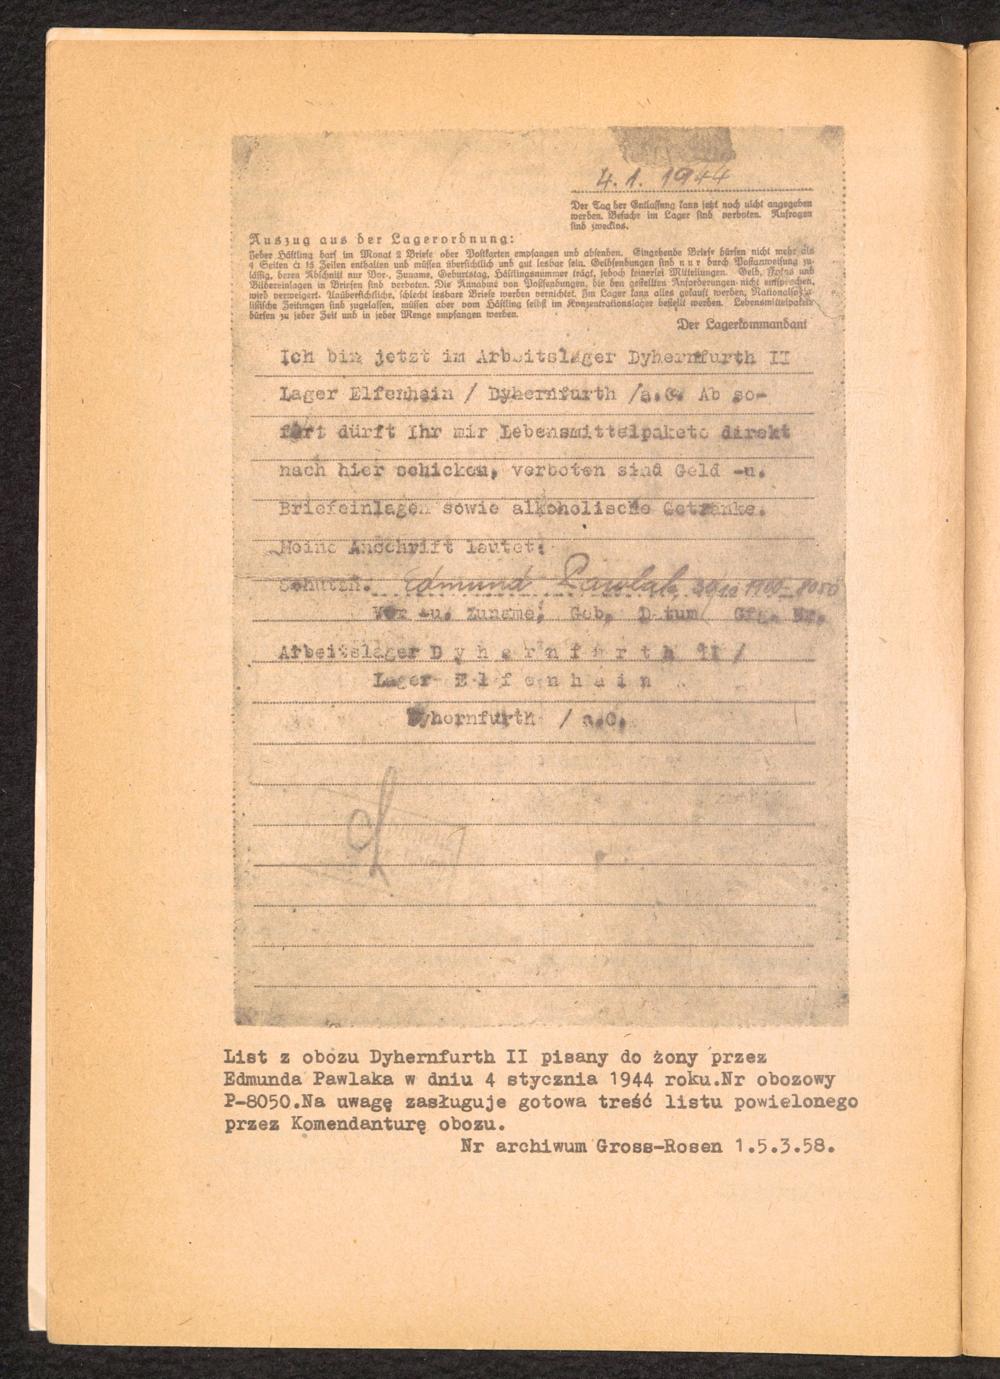 4.1.1944
Der Tag der Entlassung kann jetzt noch nicht angegeben
werden. Besuche im Lager sind verboten. Anfragen
sind zwecklos.
Auszug aus der Lagerordnung:
Jeder Häftling darf im Monat 2 Briefe oder Postkarten empfangen und absenden. Eingehende Briefe dürfen nicht mehr als
4 Seiten à 15 Zeilen enthalten und müssen übersichtlich und gut lesbar sein. Geldsendungen sind nur durch Postanweisung zu-
lässig, deren Abschnitt nur Vor-, Zuname, Geburtstag, Häftlingsnummer trägt, jedoch keinerlei Mitteilungen. Geld, Fotos und
Bildereinlagen in Briefen sind verboten. Die Annahme von Postsendungen, die den gestellten Anforderungen nicht entsprechen,
wird verweigert. Unübersichtliche, schlecht lesbare Briefe werden vernichtet. Im Lager kann alles gekauft werden. Nationalsozia-
listische Zeitungen sind zugelassen, müssen aber vom Häftling selbst im Konzentrationslager bestellt werden. Lebensmittelpakete
dürfen zu jeder Zeit und in jeder Menge empfangen werden.
Der Lagerkommandant
Ich bin jetzt im Arbeitslager Dyhernfurth II
Lager Elfenhain / Dyhernfurth /a.O. Ab so-
fort dürft Ihr mir Lebensmittelpakete direkt
nach hier schicken, verboten sind Geld -u.
Briefeinlagen sowie alkoholische Getränke.
Meine Anschrift lautet:
Schutzh. Edmund Pawlak 1909 - 8050
Vor -u. Zuname, Geb. Datum Gfg. Nr.
Arbeitslager Dyhernfurth II /
Lager Elfenhain
Dyhernfurth / a.O.
List z obozu Dyhernfurth II pisany do żony przez
Edmunda Pawlaka w dniu 4 stycznia 1944 roku.Nr obozowy
P-8050.Na uwagę zasługuje gotowa treść listu powielonego
przez Komendanturę obozu.
Nr archiwum Gross-Rosen 1.5.3.58.